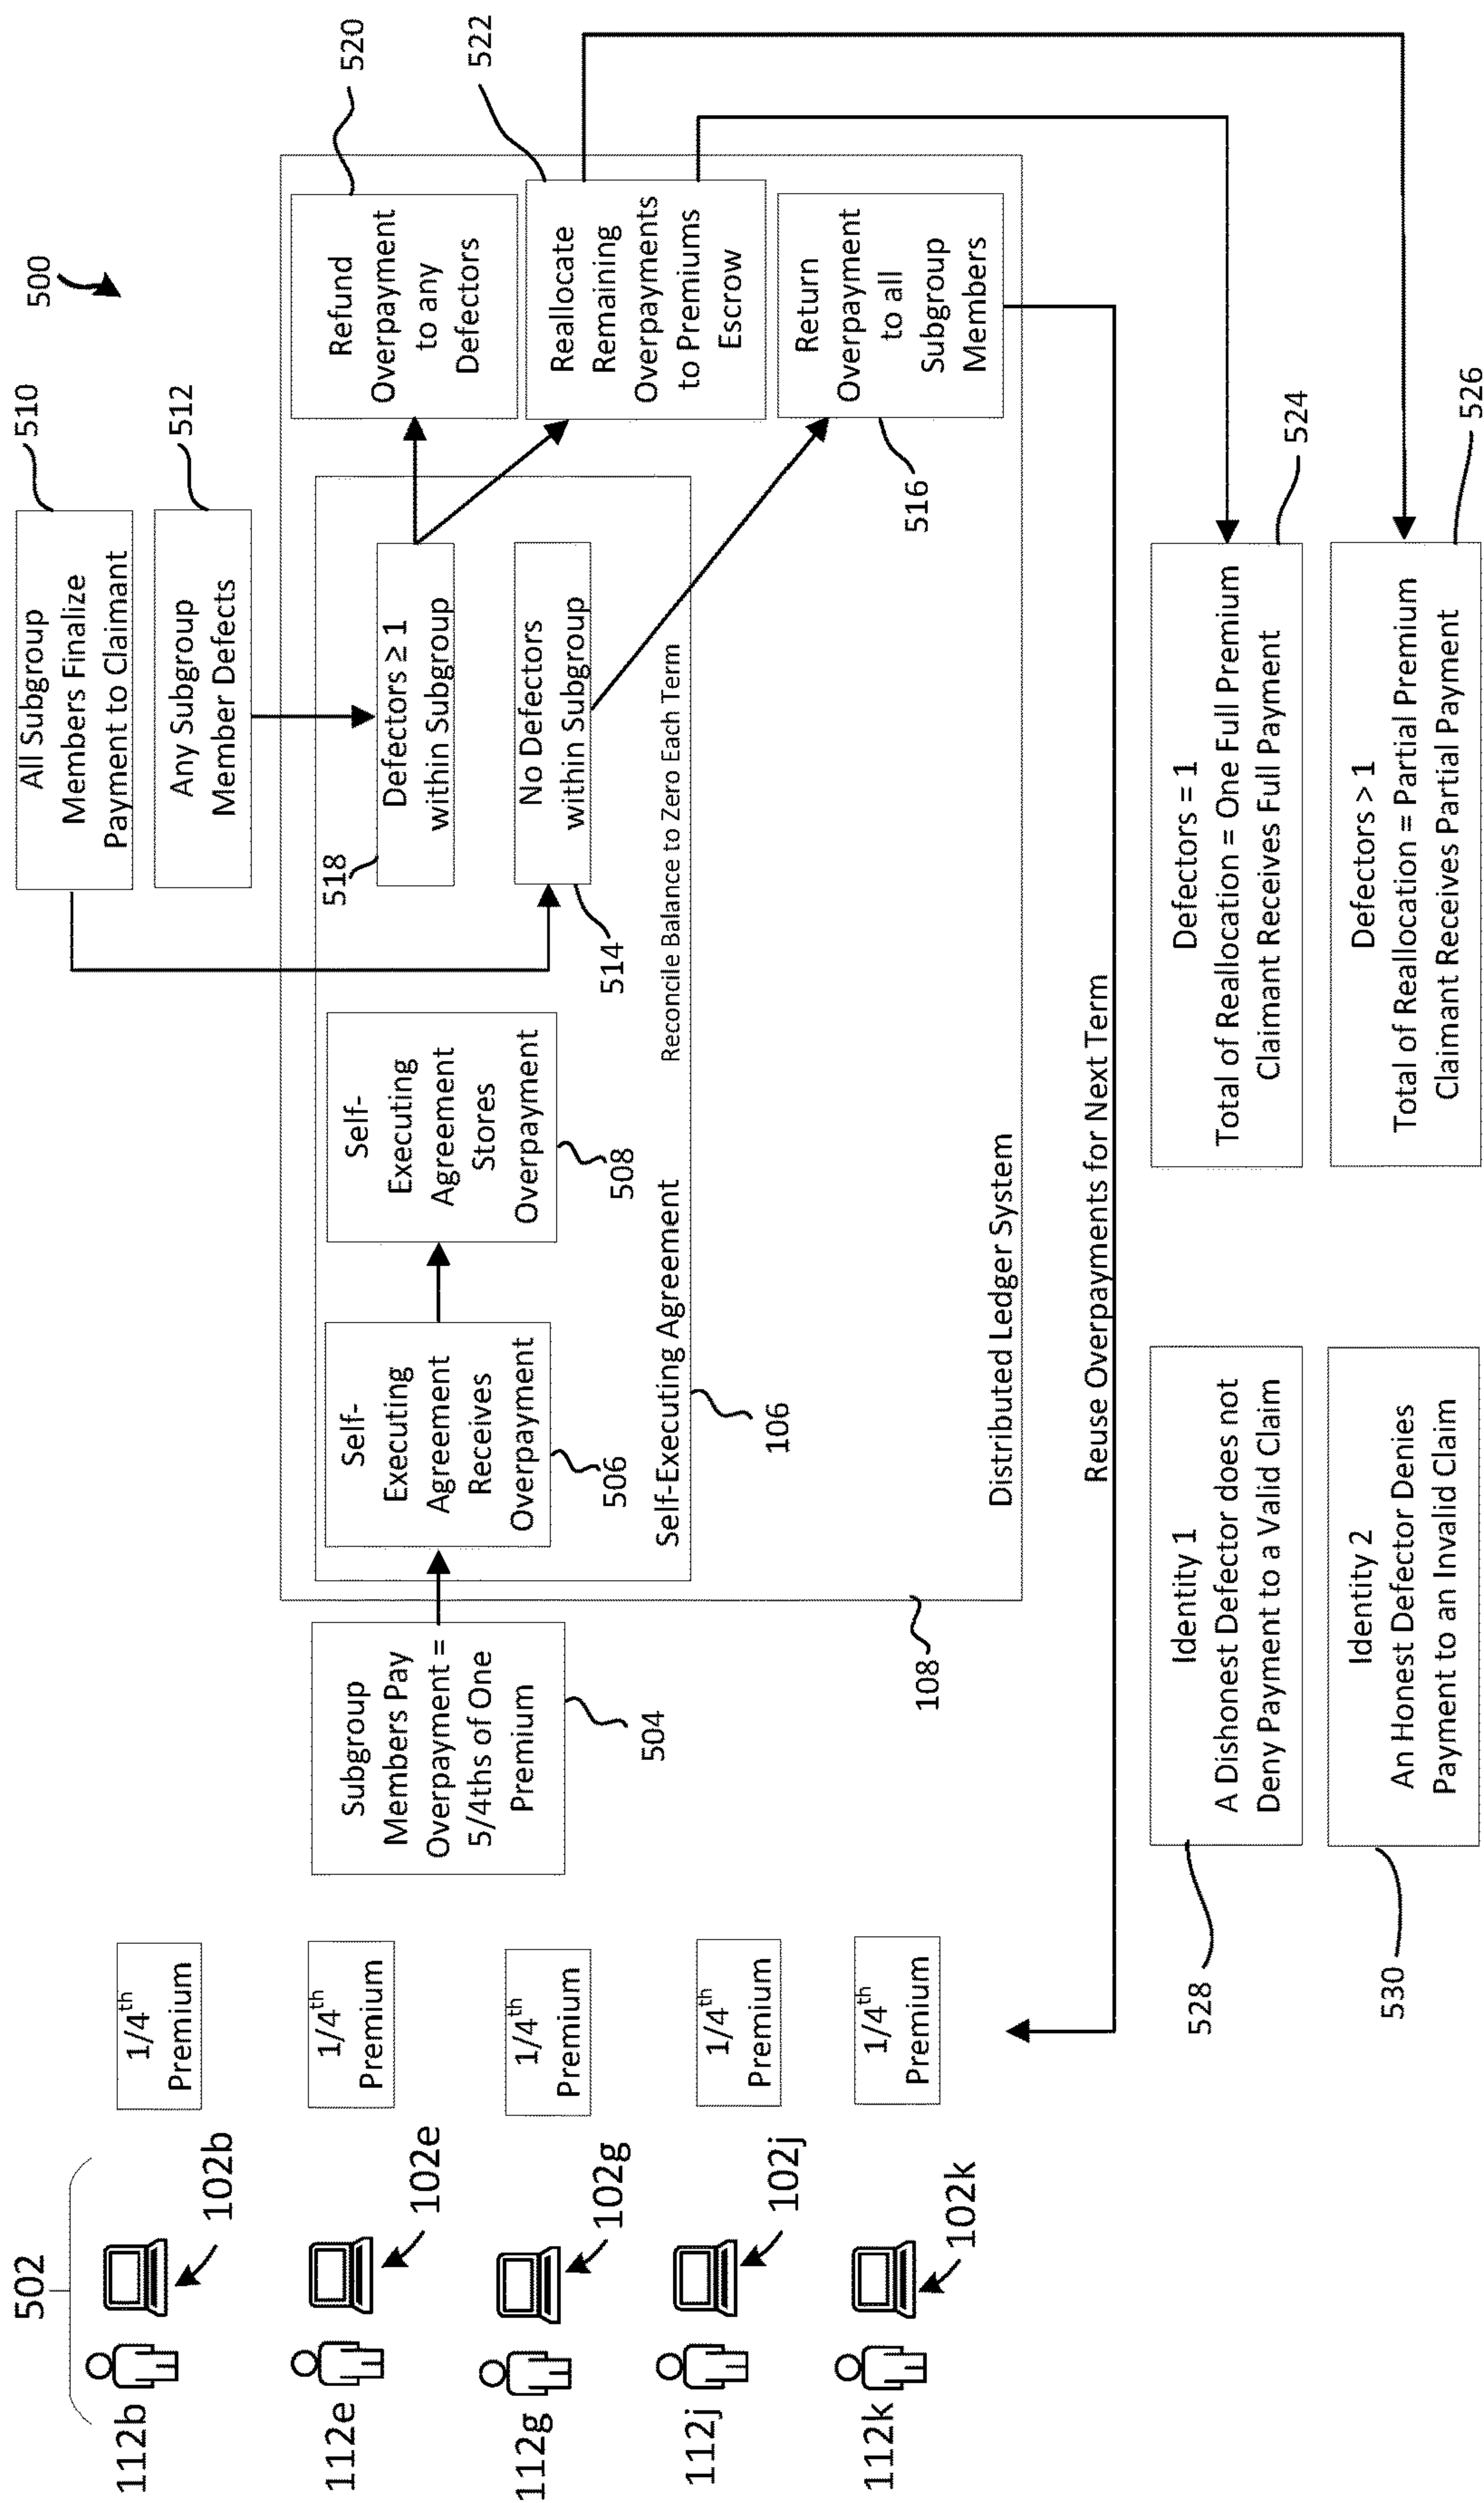 500
502
112b
102b
112e
102e
112g
102g
112j
102j
112k
102k
1/4th
Premium
1/4th
Premium
1/4th
Premium
1/4th
Premium
1/4th
Premium
Subgroup
Members Pay
Overpayment =
5/4ths of One
Premium
504
Self-
Executing
Agreement
Receives
Overpayment
506
Self-
Executing
Agreement
Stores
Overpayment
508
Self-Executing Agreement
106
Reconcile Balance to Zero Each Term
Distributed Ledger System
108
All Subgroup
Members Finalize
Payment to Claimant
510
Any Subgroup
Member Defects
512
518
Defectors ≥ 1
within Subgroup
No Defectors
within Subgroup
514
Refund
Overpayment
to any
Defectors
520
Reallocate
Remaining
Overpayments
to Premiums
Escrow
522
Return
Overpayment
to all
Subgroup
Members
516
Reuse Overpayments for Next Term
Identity 1
A Dishonest Defector does not
Deny Payment to a Valid Claim
528
Identity 2
An Honest Defector Denies
Payment to an Invalid Claim
530
Defectors = 1
Total of Reallocation = One Full Premium
Claimant Receives Full Payment
524
Defectors > 1
Total of Reallocation = Partial Premium
Claimant Receives Partial Payment
526